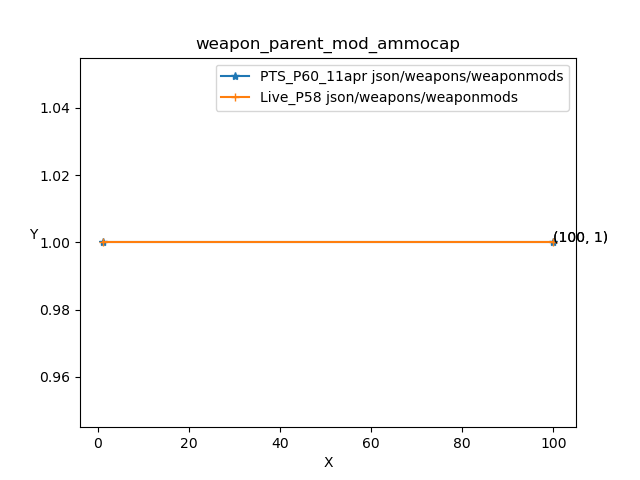 weapon_parent_mod_ammocap
PTS_P60_11apr json/weapons/weaponmods
Live_P58 json/weapons/weaponmods
1.04
1.02
Y
1.00
(100, 1)
0.98
0.96
0
20
40
60
80
100
X